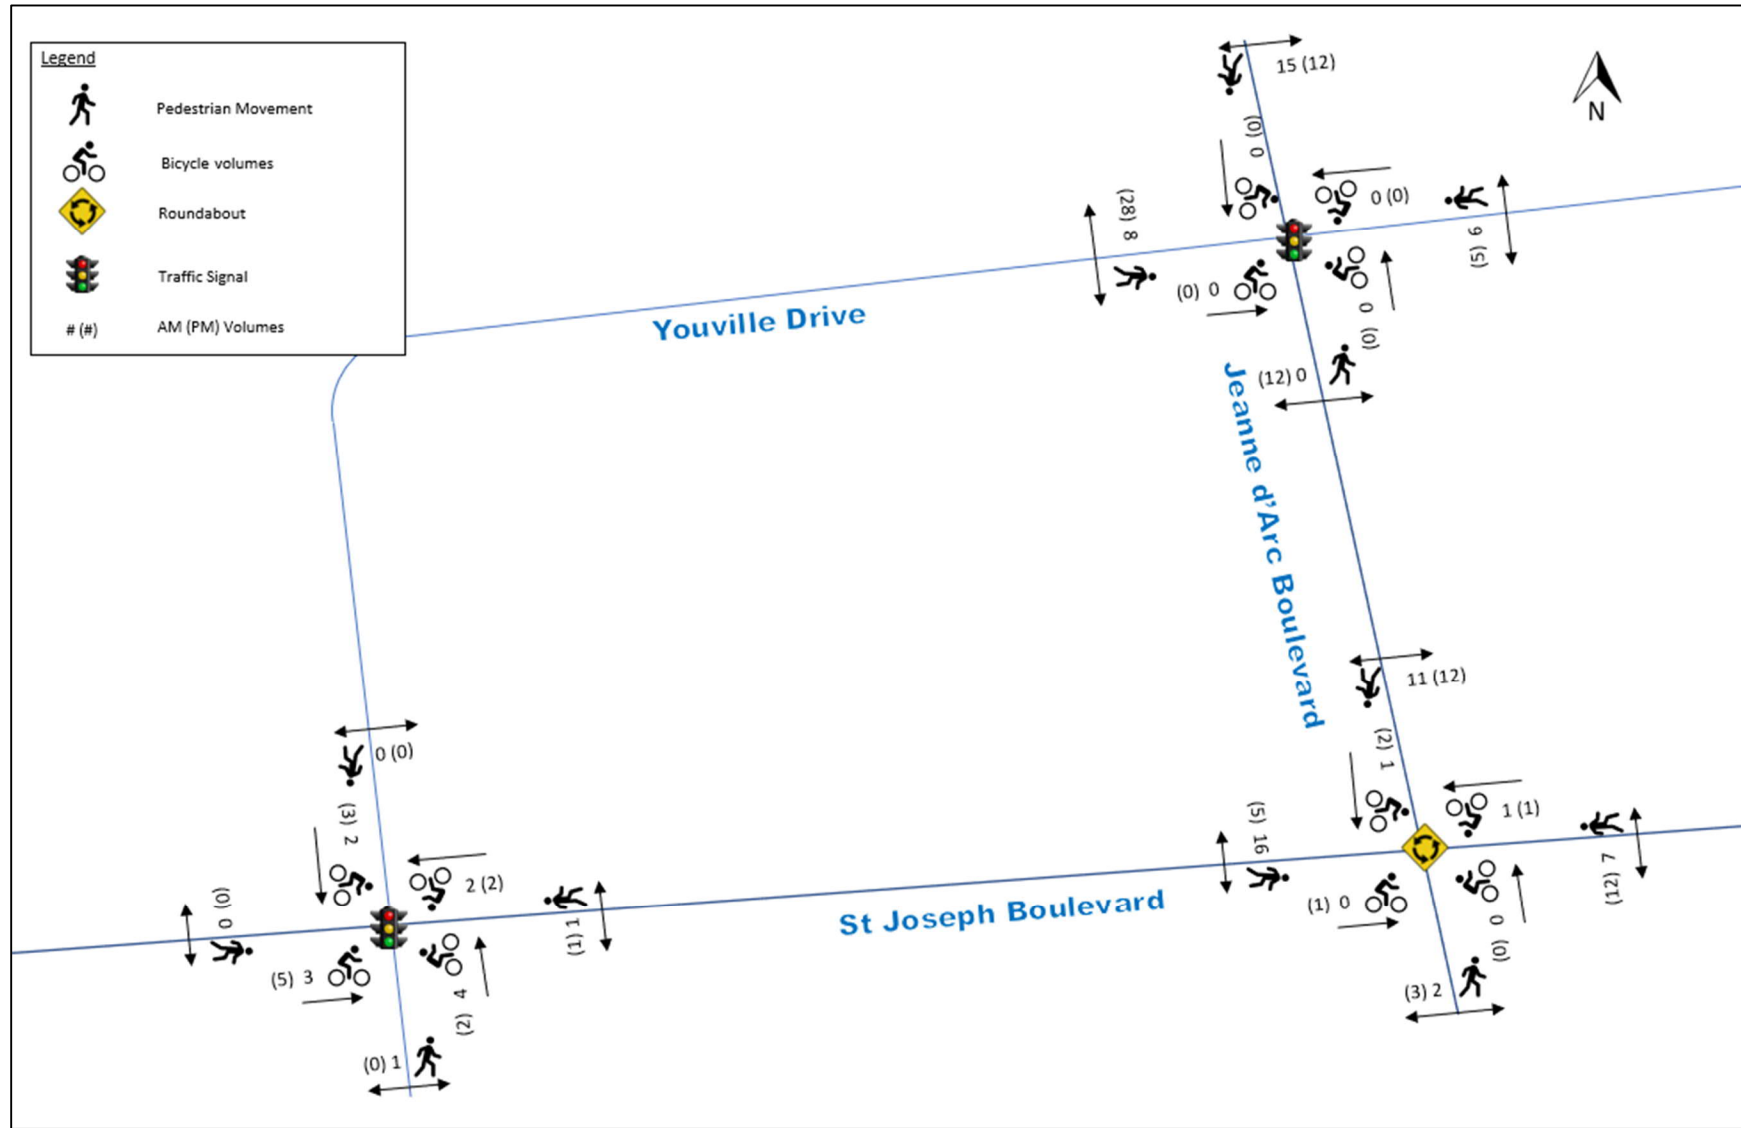 Legend
Pedestrian Movement
Bicycle volumes
Roundabout
Traffic Signal
# (#) AM (PM) Volumes
N
15 (12)
(0) 0
0 (0)
9 (5)
(28) 8
(0) 0
0 (0)
(12) 0
Youville Drive
Jeanne d'Arc Boulevard
11 (12)
(2) 1
1 (1)
7 (12)
(5) 16
(1) 0
0 (0)
(3) 2
St Joseph Boulevard
0 (0)
(3) 2
2 (2)
1 (1)
(0) 0
(5) 3
4 (2)
(0) 1